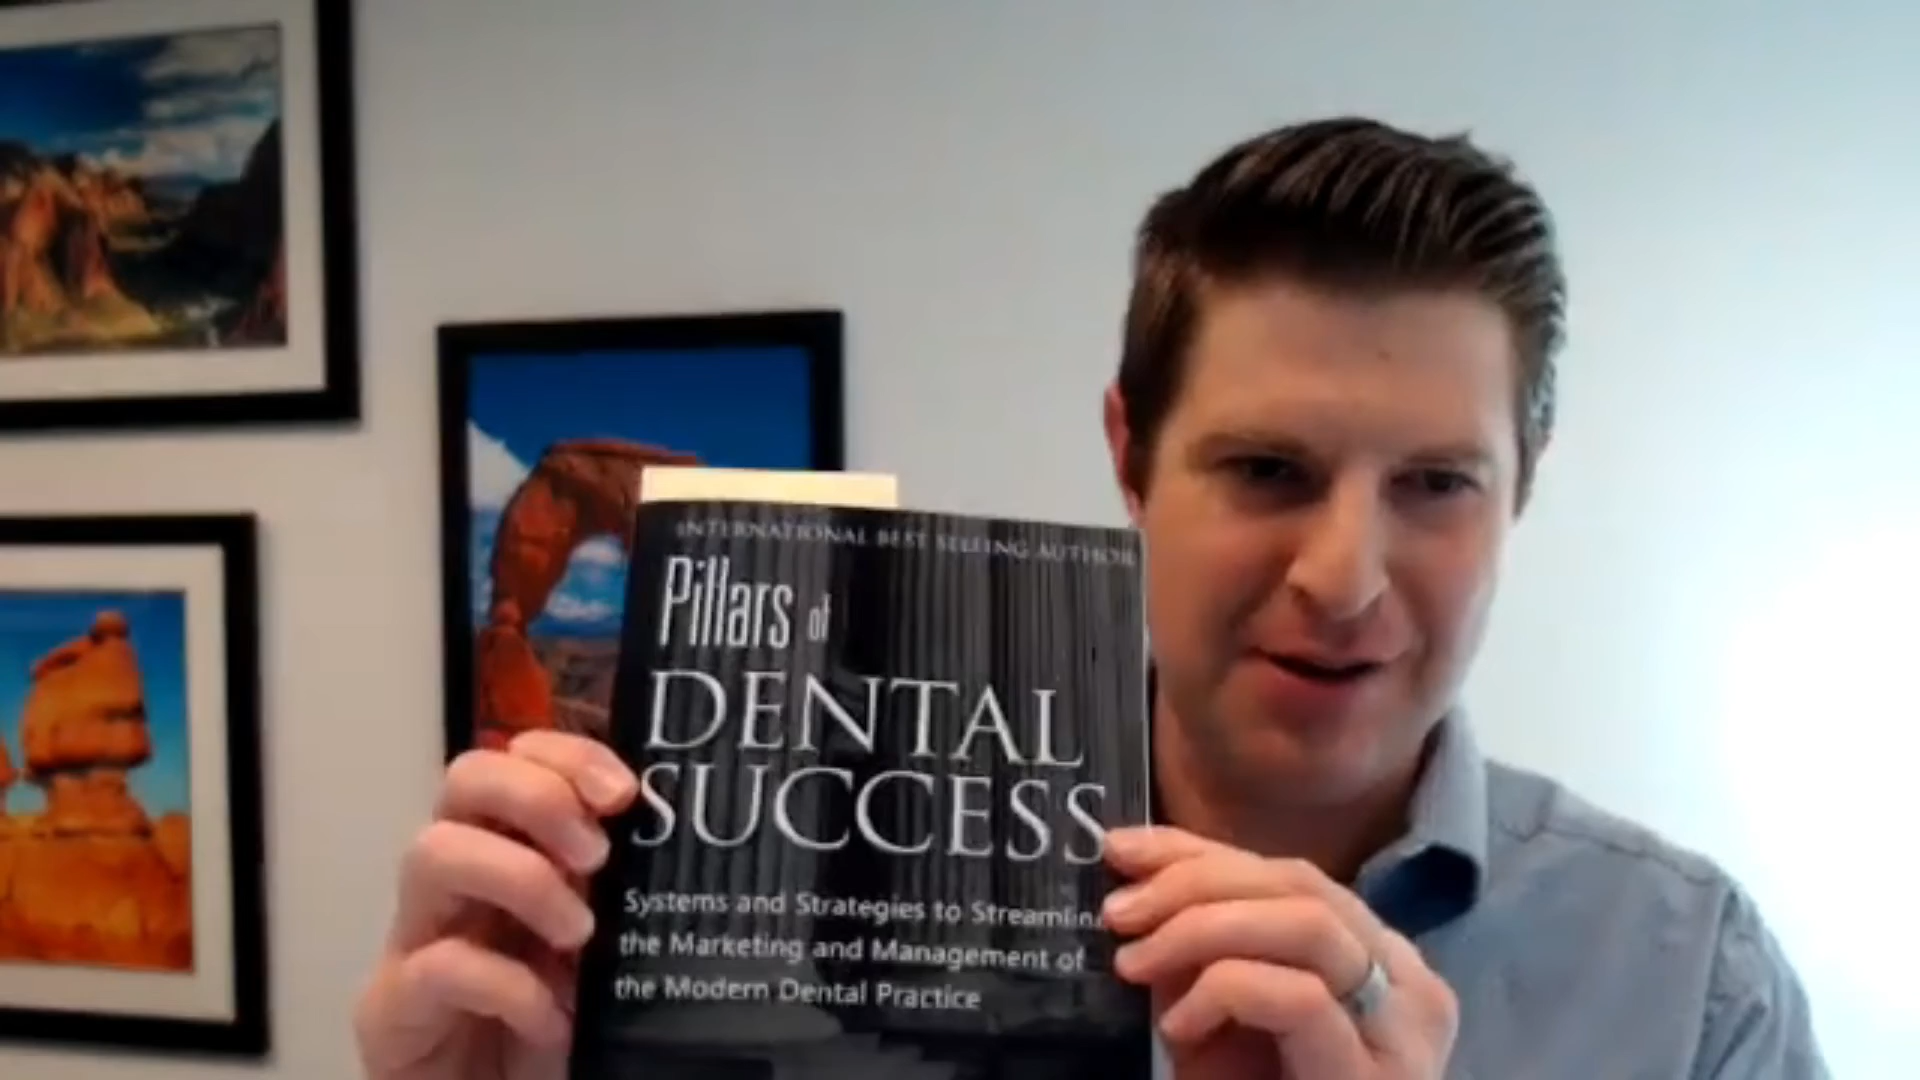 INTERNATIONAL BEST SELLING AUTHOR
Pillars of
DENTAL
SUCCESS
Systems and Strategies to Streamline
the Marketing and Management of
the Modern Dental Practice